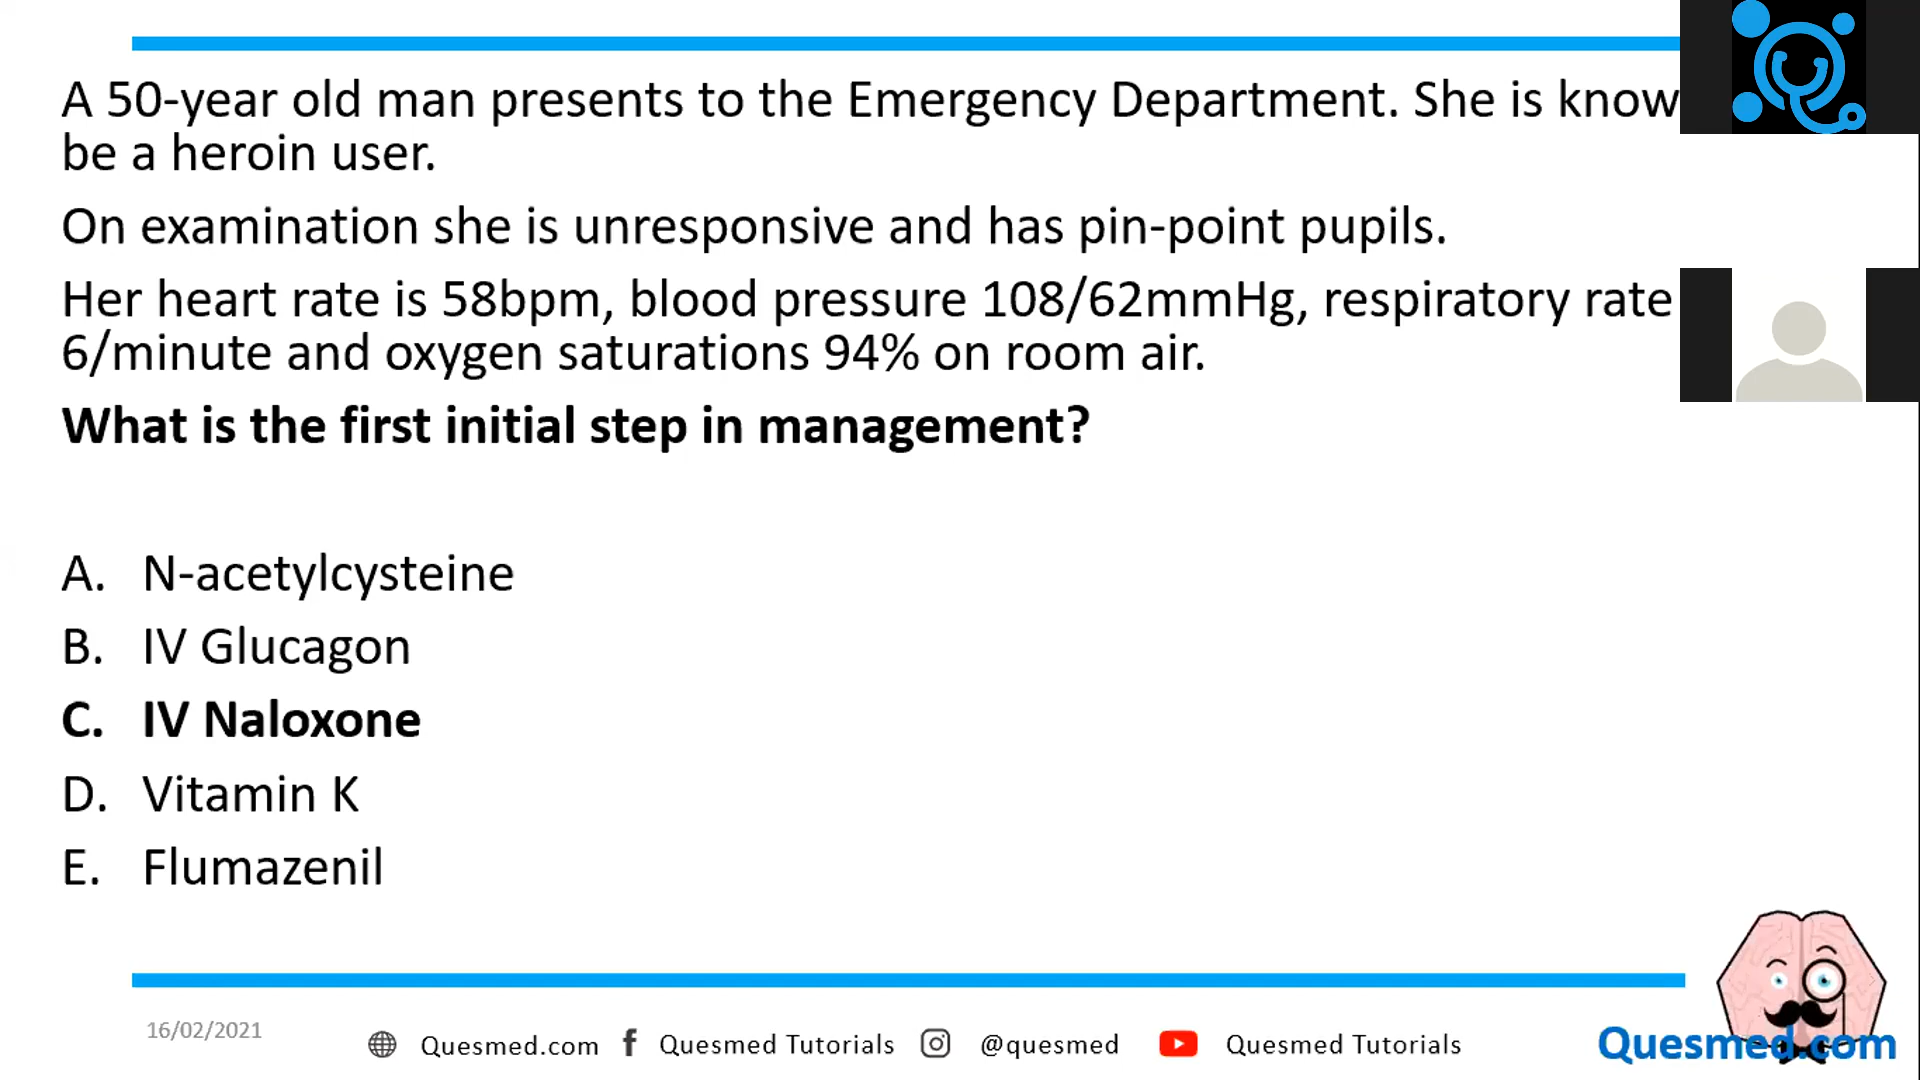 A 50-year old man presents to the Emergency Department. She is know
be a heroin user.
On examination she is unresponsive and has pin-point pupils.
Her heart rate is 58bpm, blood pressure 108/62mmHg, respiratory rate
6/minute and oxygen saturations 94% on room air.
What is the first initial step in management?
A. N-acetylcysteine
B. IV Glucagon
C. IV Naloxone
D. Vitamin K
E. Flumazenil
16/02/2021
Quesmed.com
Quesmed Tutorials
@quesmed
Quesmed Tutorials
Quesmed.com